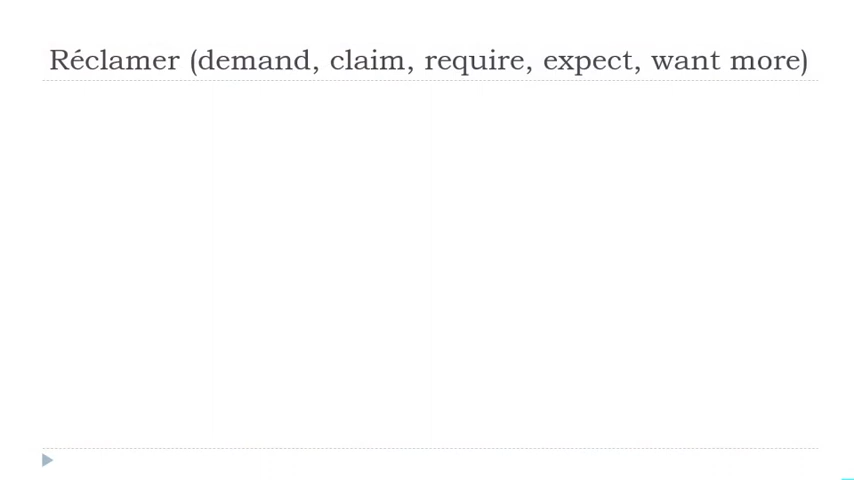 Réclamer (demand, claim, require, expect, want more)